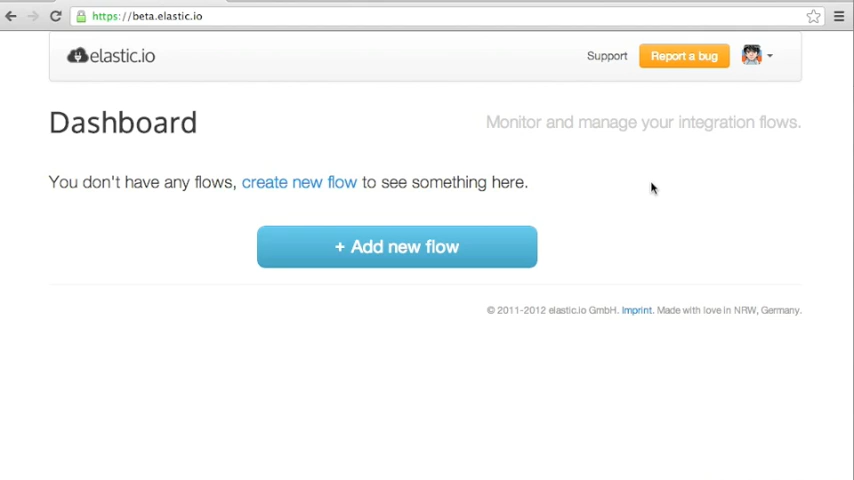 https://beta.elastic.io
elastic.io
Support
Report a bug
Dashboard
Monitor and manage your integration flows.
You don't have any flows, create new flow to see something here.
+ Add new flow
© 2011-2012 elastic.io GmbH. Imprint. Made with love in NRW, Germany.